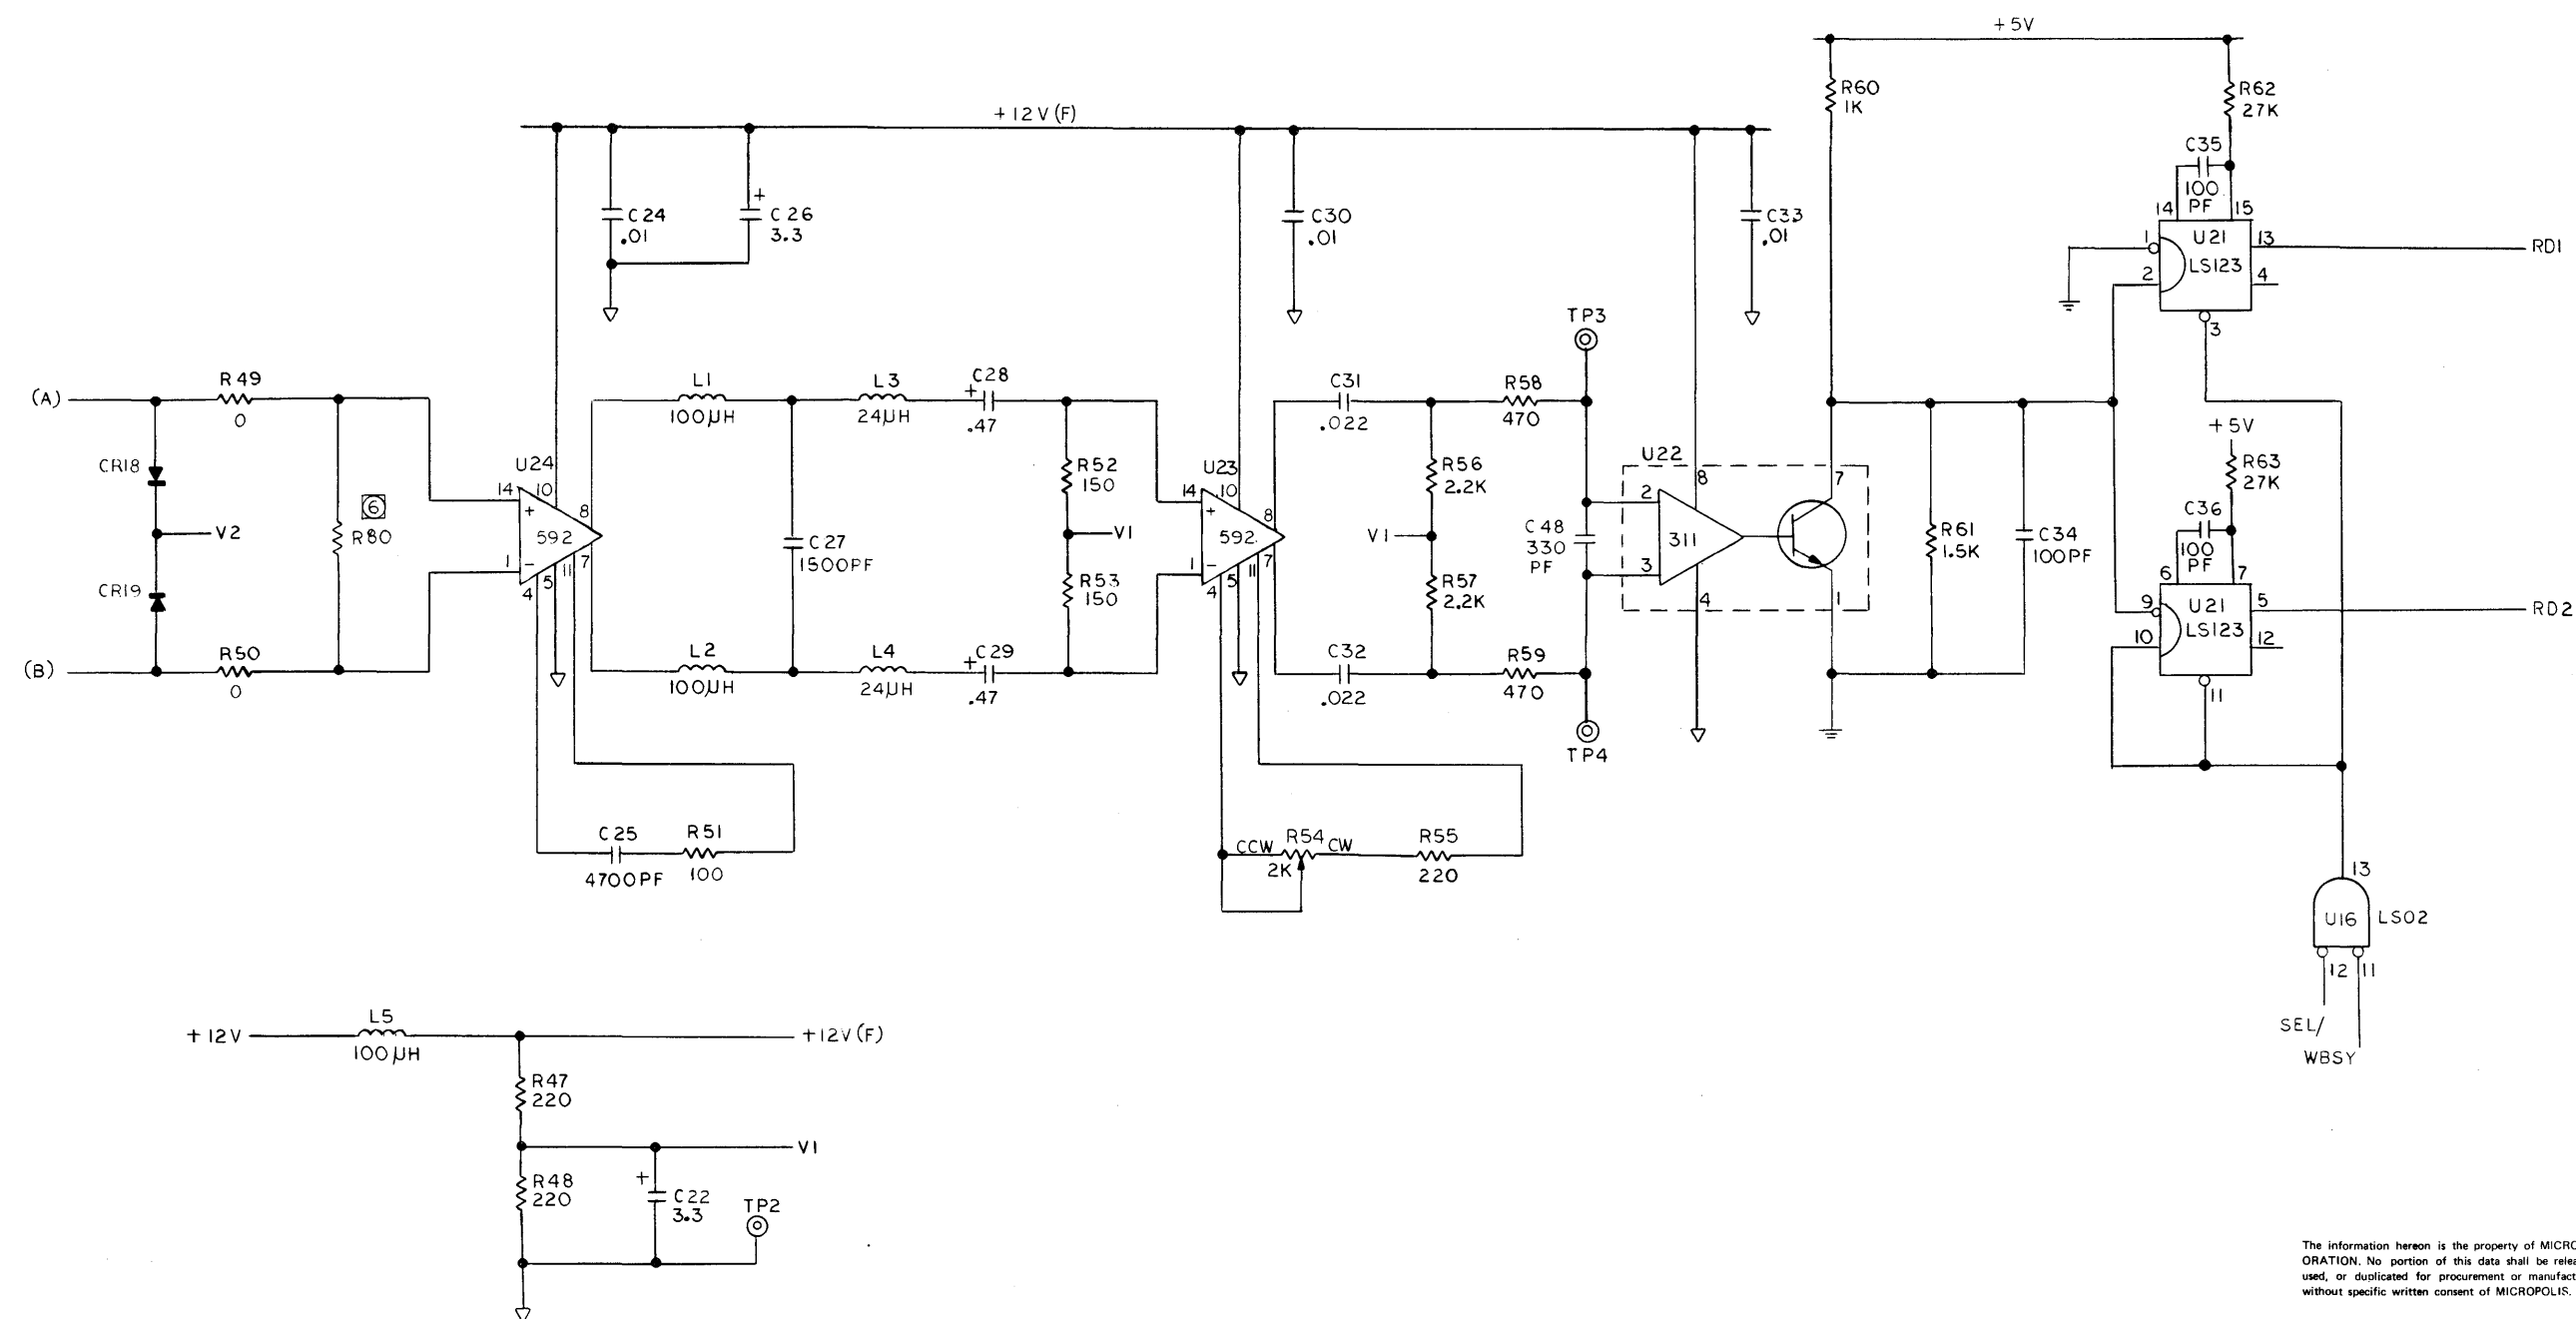 +5V
R60
1K
R62
27K
+12V(F)
C35
100
PF
14
15
C24
.01
+
C26
3.3
C30
.01
C33
.01
1
U21
13
RD1
LS123
2
4
3
TP3
(A)
R49
0
L1
100µH
L3
24µH
+
C28
.47
C31
.022
R58
470
+5V
R63
27K
CR18
6
R80
V2
CR19
U24
14
10
8
+
592
1
-
7
11
5
4
C27
1500PF
R52
150
V1
R53
150
U23
14
10
8
+
592
1
-
7
11
5
4
R56
2.2K
V1
R57
2.2K
C48
330
PF
U22
2
8
7
311
3
4
1
R61
1.5K
C34
100PF
C36
100
PF
6
7
9
U21
5
RD2
LS123
10
12
11
(B)
R50
0
L2
100µH
L4
24µH
+
C29
.47
C32
.022
R59
470
TP4
C25
4700PF
R51
100
CCW
R54
CW
2K
R55
220
13
U16
LS02
12
11
SEL/
WBSY
+12V
L5
100µH
+12V(F)
R47
220
V1
R48
220
+
C22
3.3
TP2
The information hereon is the property of MICRO
ORATION. No portion of this data shall be relea
used, or duplicated for procurement or manufact
without specific written consent of MICROPOLIS.